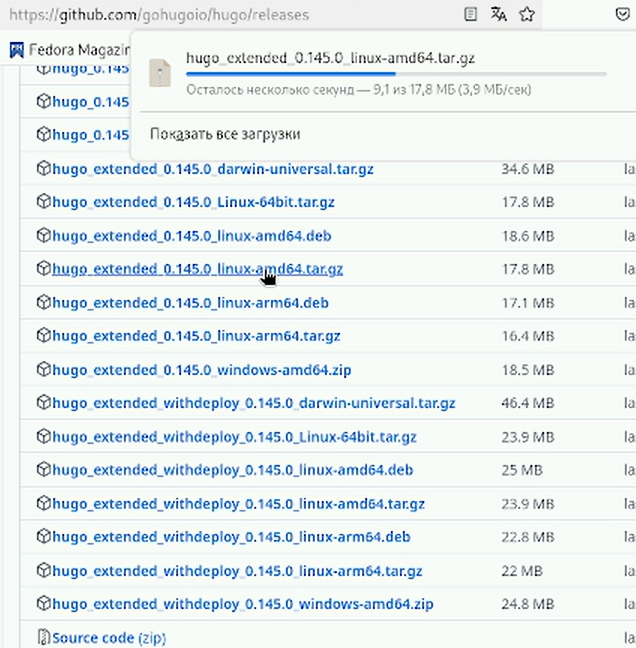 https://github.com/gohugoio/hugo/releases
Fedora Magazin
hugo_extended_0.145.0_linux-amd64.tar.gz
Осталось несколько секунд — 9,1 из 17,8 МБ (3,9 МБ/сек)
Показать все загрузки
hugo_0.145
hugo_0.145
hugo_0.145
hugo_extended_0.145.0_darwin-universal.tar.gz 34.6 MB la
hugo_extended_0.145.0_Linux-64bit.tar.gz 17.8 MB la
hugo_extended_0.145.0_linux-amd64.deb 18.6 MB la
hugo_extended_0.145.0_linux-amd64.tar.gz 17.8 MB la
hugo_extended_0.145.0_linux-arm64.deb 17.1 MB la
hugo_extended_0.145.0_linux-arm64.tar.gz 16.4 MB la
hugo_extended_0.145.0_windows-amd64.zip 18.5 MB la
hugo_extended_withdeploy_0.145.0_darwin-universal.tar.gz 46.4 MB la
hugo_extended_withdeploy_0.145.0_Linux-64bit.tar.gz 23.9 MB la
hugo_extended_withdeploy_0.145.0_linux-amd64.deb 25 MB la
hugo_extended_withdeploy_0.145.0_linux-amd64.tar.gz 23.9 MB la
hugo_extended_withdeploy_0.145.0_linux-arm64.deb 22.8 MB la
hugo_extended_withdeploy_0.145.0_linux-arm64.tar.gz 22 MB la
hugo_extended_withdeploy_0.145.0_windows-amd64.zip 24.8 MB la
Source code (zip) la